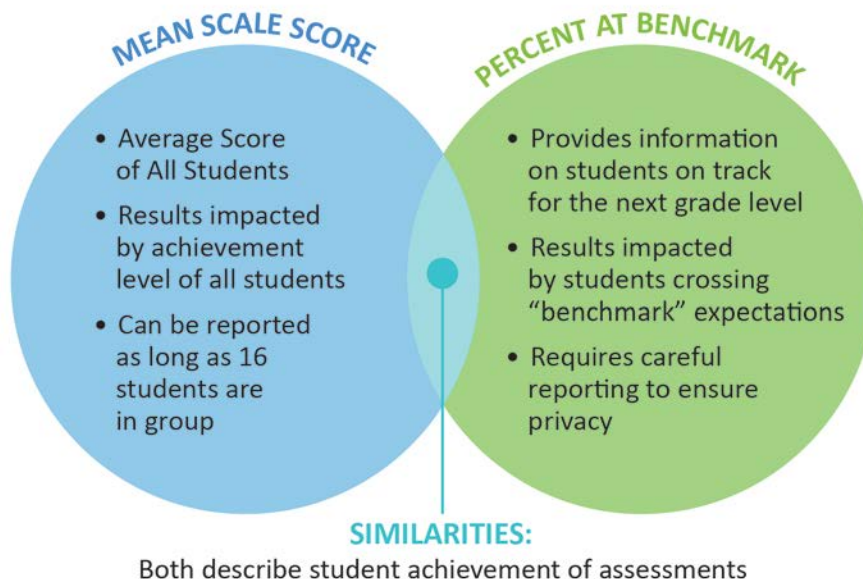 MEAN SCALE SCORE
• Average Score
of All Students
• Results impacted
by achievement
level of all students
• Can be reported
as long as 16
students are
in group
PERCENT AT BENCHMARK
• Provides information
on students on track
for the next grade level
• Results impacted
by students crossing
“benchmark” expectations
• Requires careful
reporting to ensure
privacy
SIMILARITIES:
Both describe student achievement of assessments